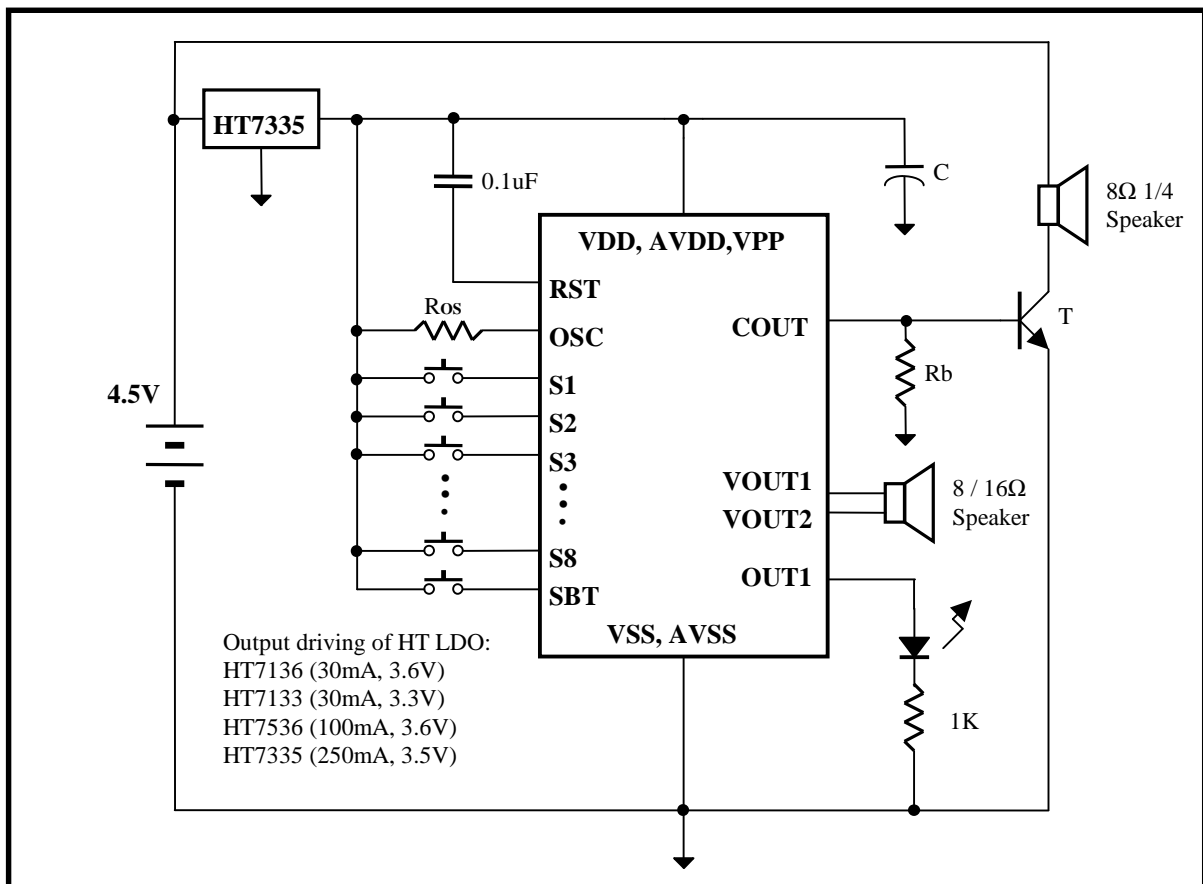 HT7335
0.1uF
C
8Ω 1/4
Speaker
VDD, AVDD,VPP
RST
Ros
OSC
COUT
T
S1
Rb
4.5V
S2
S3
VOUT1
8 / 16Ω
VOUT2
Speaker
S8
OUT1
SBT
VSS, AVSS
Output driving of HT LDO:
HT7136 (30mA, 3.6V)
HT7133 (30mA, 3.3V)
1K
HT7536 (100mA, 3.6V)
HT7335 (250mA, 3.5V)